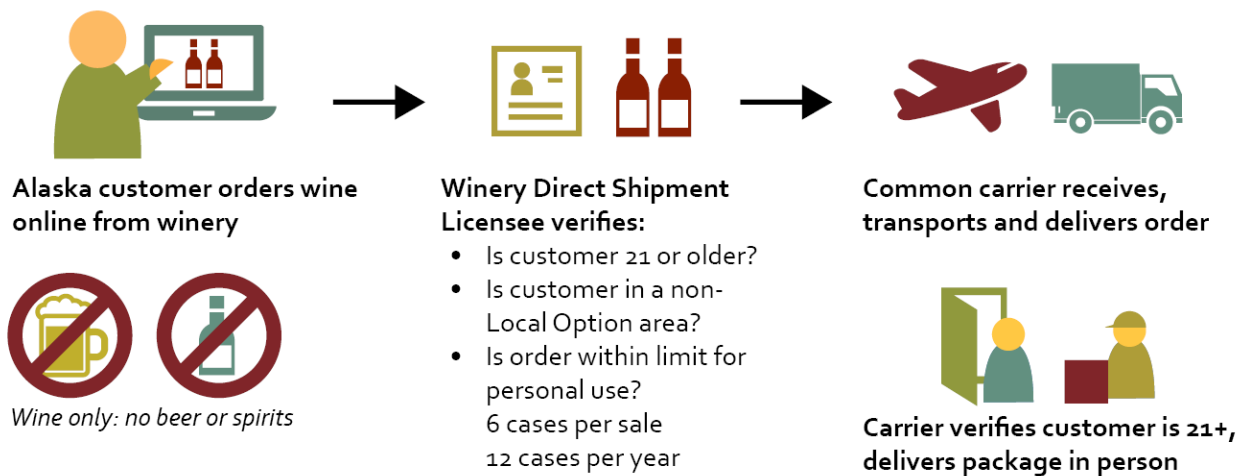 Alaska customer orders wine
online from winery
Wine only: no beer or spirits
Winery Direct Shipment
Licensee verifies:
• Is customer 21 or older?
• Is customer in a non-
Local Option area?
• Is order within limit for
personal use?
6 cases per sale
12 cases per year
Common carrier receives,
transports and delivers order
Carrier verifies customer is 21+,
delivers package in person